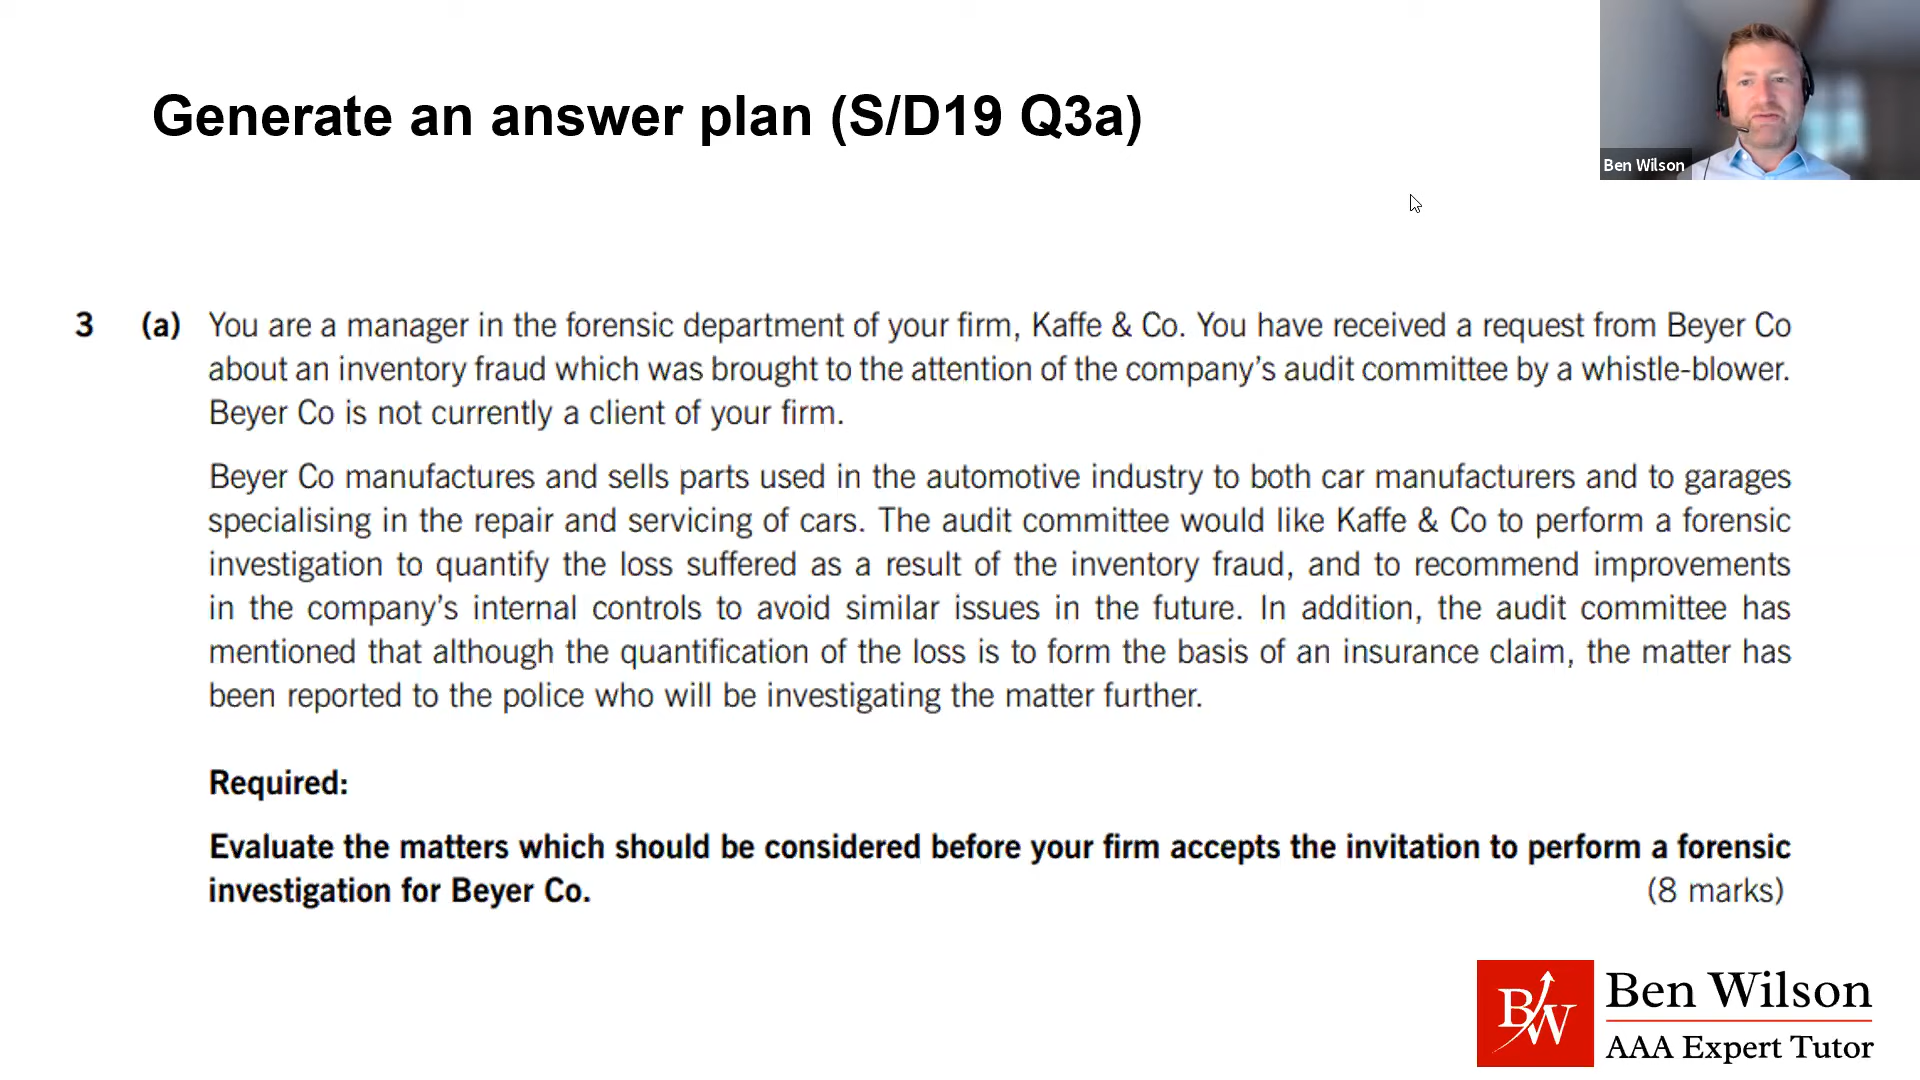 Generate an answer plan (S/D19 Q3a)
Ben Wilson
3 (a) You are a manager in the forensic department of your firm, Kaffe & Co. You have received a request from Beyer Co
about an inventory fraud which was brought to the attention of the company's audit committee by a whistle-blower.
Beyer Co is not currently a client of your firm.
Beyer Co manufactures and sells parts used in the automotive industry to both car manufacturers and to garages
specialising in the repair and servicing of cars. The audit committee would like Kaffe & Co to perform a forensic
investigation to quantify the loss suffered as a result of the inventory fraud, and to recommend improvements
in the company's internal controls to avoid similar issues in the future. In addition, the audit committee has
mentioned that although the quantification of the loss is to form the basis of an insurance claim, the matter has
been reported to the police who will be investigating the matter further.
Required:
Evaluate the matters which should be considered before your firm accepts the invitation to perform a forensic
investigation for Beyer Co. (8 marks)
BW
Ben Wilson
AAA Expert Tutor